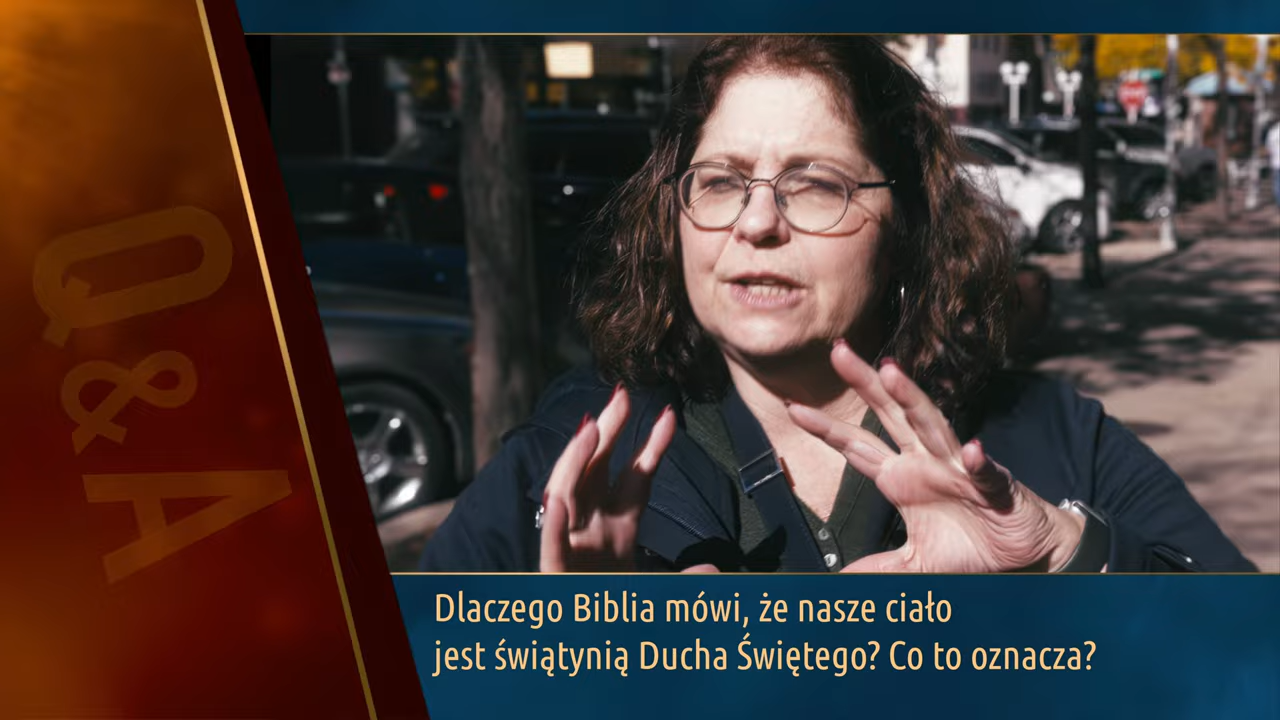 Q&A
Dlaczego Biblia mówi, że nasze ciało
jest świątynią Ducha Świętego? Co to oznacza?